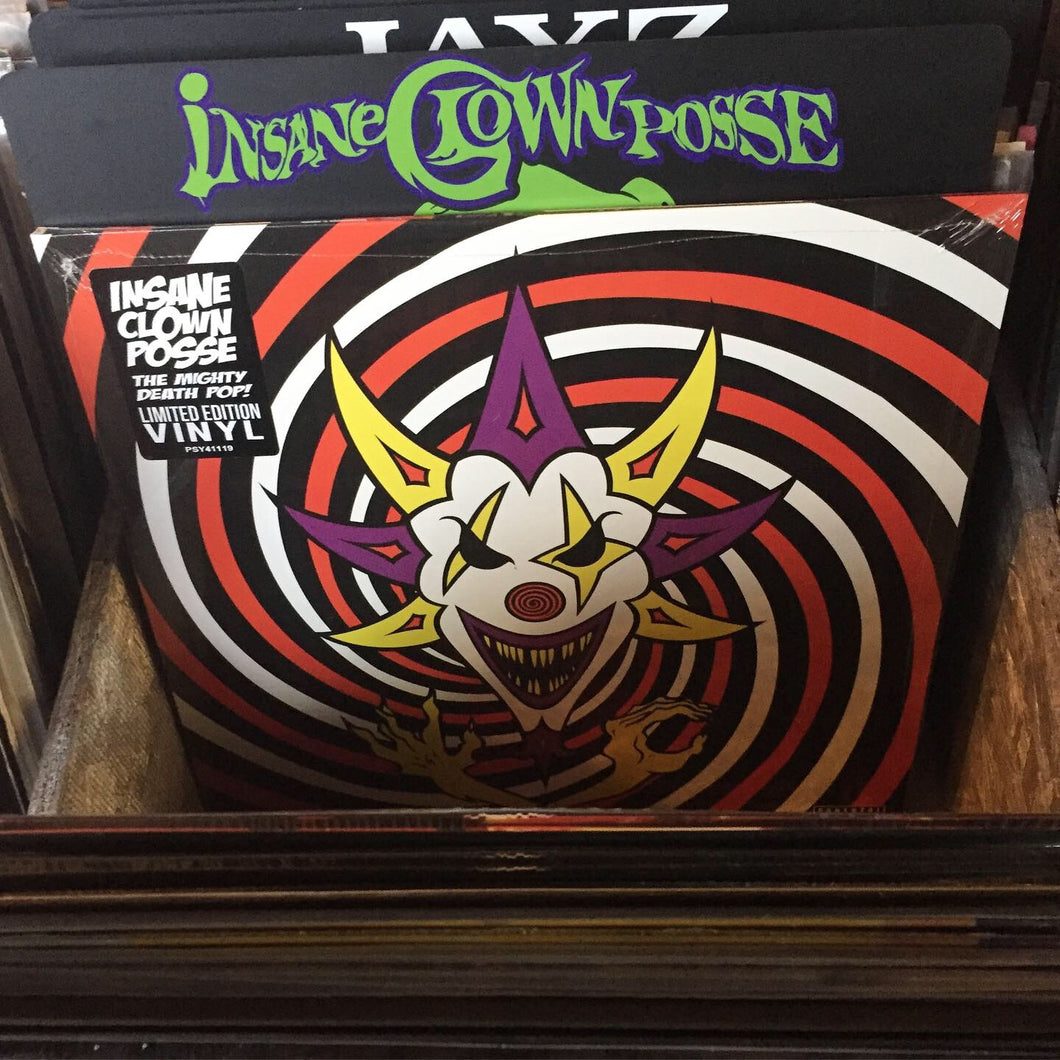 JAYZ
iNSANE CLOWN POSSE
INSANE
CLOWN
POSSE
THE MIGHTY
DEATH POP!
LIMITED EDITION
VINYL
PSY41119